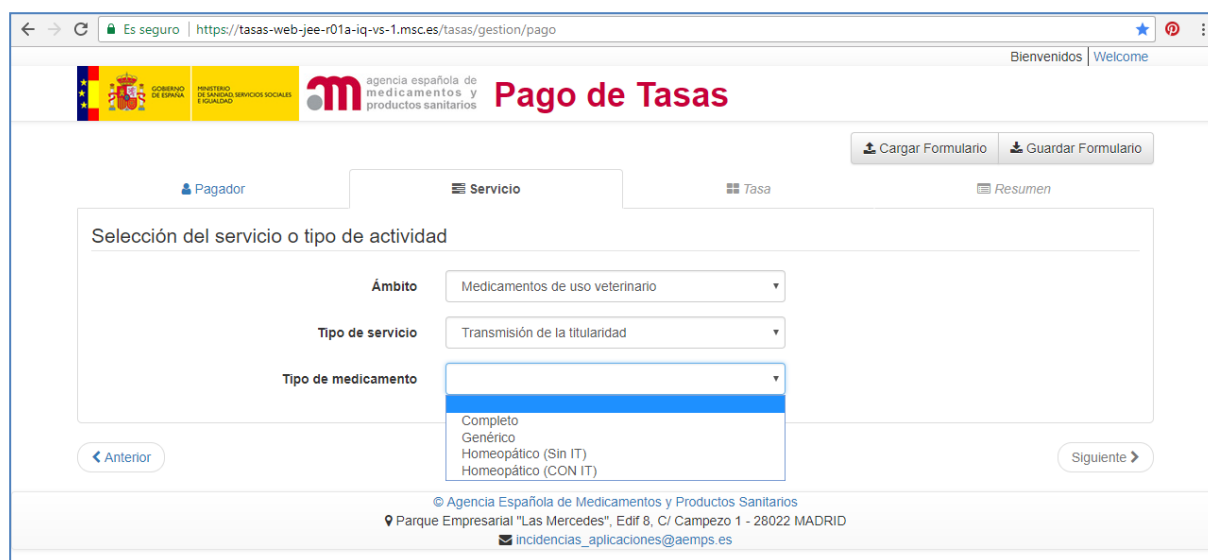 Es seguro | https://tasas-web-jee-r01a-iq-vs-1.msc.es/tasas/gestion/pago
Bienvenidos | Welcome
GOBIERNO DE ESPAÑA
MINISTERIO DE SANIDAD, SERVICIOS SOCIALES E IGUALDAD
agencia española de
medicamentos y
productos sanitarios
Pago de Tasas
Cargar Formulario
Guardar Formulario
Pagador
Servicio
Tasa
Resumen
Selección del servicio o tipo de actividad
Ámbito
Medicamentos de uso veterinario
Tipo de servicio
Transmisión de la titularidad
Tipo de medicamento
Completo
Genérico
Homeopático (Sin IT)
Homeopático (CON IT)
Anterior
Siguiente
© Agencia Española de Medicamentos y Productos Sanitarios
Parque Empresarial "Las Mercedes", Edif 8, C/ Campezo 1 - 28022 MADRID
incidencias_aplicaciones@aemps.es